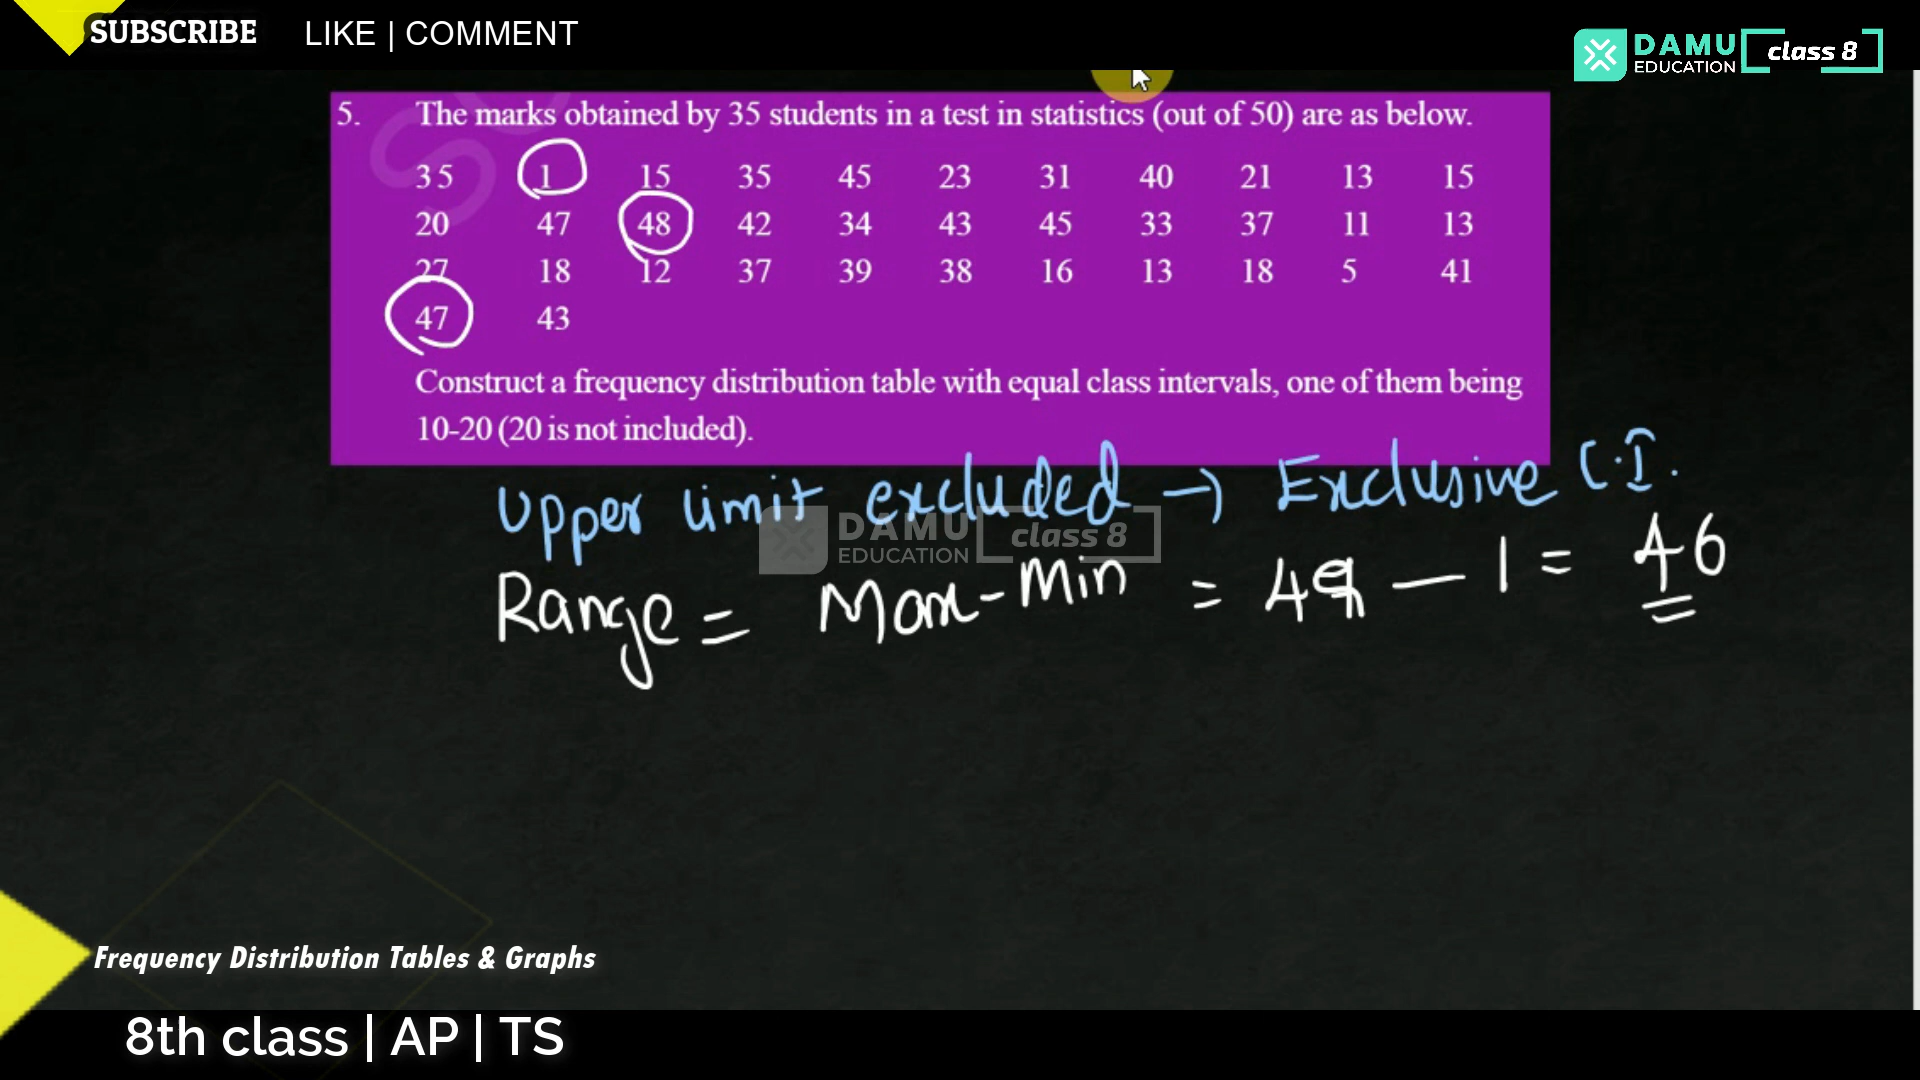 SUBSCRIBE LIKE | COMMENT
DAMU EDUCATION class 8
5. The marks obtained by 35 students in a test in statistics (out of 50) are as below.
35 1 15 35 45 23 31 40 21 13 15
20 47 48 42 34 43 45 33 37 11 13
27 18 12 37 39 38 16 13 18 5 41
47 43
Construct a frequency distribution table with equal class intervals, one of them being
10-20 (20 is not included).
Upper limit excluded → Exclusive C.I.
DAMU EDUCATION class 8
Range = Max - Min = 4 — 1 = 46
Frequency Distribution Tables & Graphs
8th class | AP | TS